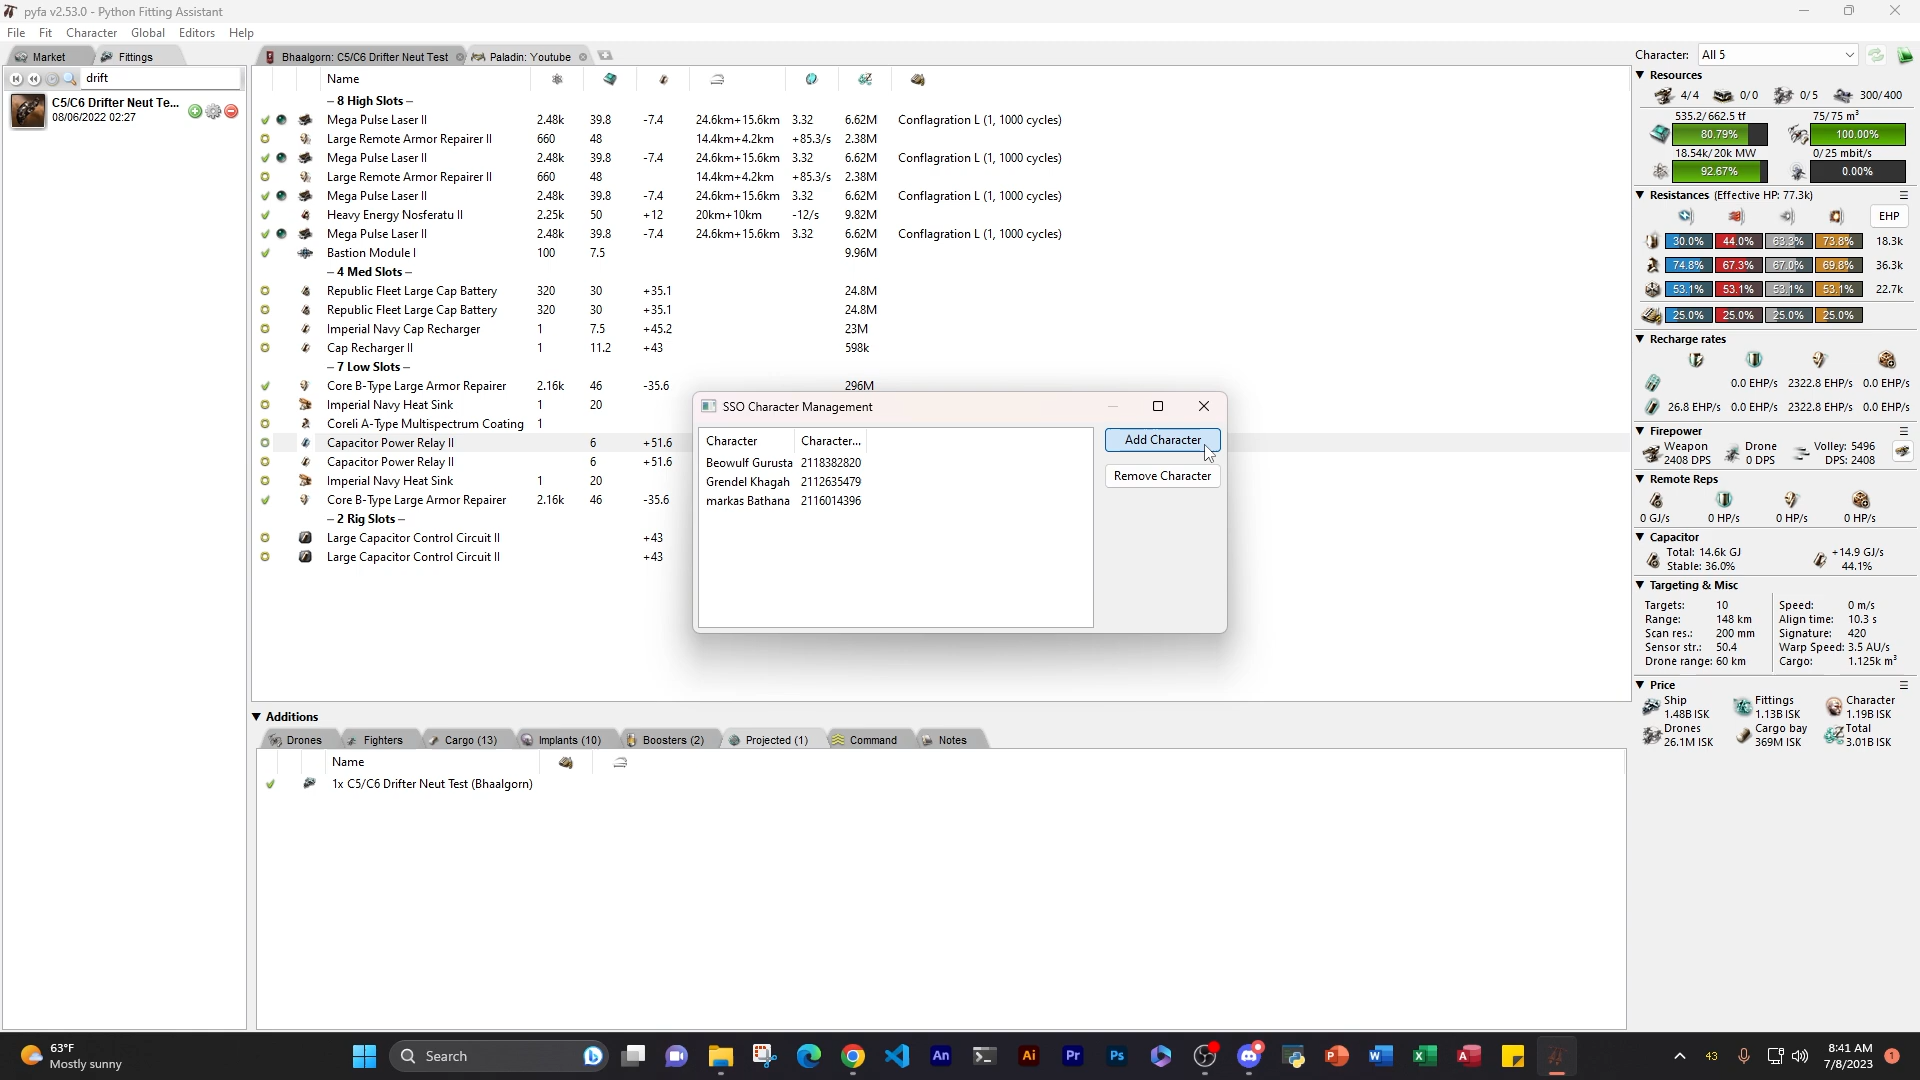 pyfa v2.53.0 - Python Fitting Assistant
File Fit Character Global Editors Help
Market Fittings Bhaalgorn: C5/C6 Drifter Neut Test Paladin: Youtube Character: All 5
drift
C5/C6 Drifter Neut Te...
08/06/2022 02:27
Name
– 8 High Slots –
Mega Pulse Laser II 2.48k 39.8 -7.4 24.6km+15.6km 3.32 6.62M Conflagration L (1, 1000 cycles)
Large Remote Armor Repairer II 660 48 14.4km+4.2km +85.3/s 2.38M
Mega Pulse Laser II 2.48k 39.8 -7.4 24.6km+15.6km 3.32 6.62M Conflagration L (1, 1000 cycles)
Large Remote Armor Repairer II 660 48 14.4km+4.2km +85.3/s 2.38M
Mega Pulse Laser II 2.48k 39.8 -7.4 24.6km+15.6km 3.32 6.62M Conflagration L (1, 1000 cycles)
Heavy Energy Nosferatu II 2.25k 50 +12 20km+10km -12/s 9.82M
Mega Pulse Laser II 2.48k 39.8 -7.4 24.6km+15.6km 3.32 6.62M Conflagration L (1, 1000 cycles)
Bastion Module I 100 7.5 9.96M
– 4 Med Slots –
Republic Fleet Large Cap Battery 320 30 +35.1 24.8M
Republic Fleet Large Cap Battery 320 30 +35.1 24.8M
Imperial Navy Cap Recharger 1 7.5 +45.2 23M
Cap Recharger II 1 11.2 +43 598k
– 7 Low Slots –
Core B-Type Large Armor Repairer 2.16k 46 -35.6 296M
Imperial Navy Heat Sink 1 20
Coreli A-Type Multispectrum Coating 1
Capacitor Power Relay II 6 +51.6
Capacitor Power Relay II 6 +51.6
Imperial Navy Heat Sink 1 20
Core B-Type Large Armor Repairer 2.16k 46 -35.6
– 2 Rig Slots –
Large Capacitor Control Circuit II +43
Large Capacitor Control Circuit II +43
SSO Character Management
Character Character...
Beowulf Gurusta 2118382820
Grendel Khagah 2112635479
markas Bathana 2116014396
Add Character
Remove Character
Resources
4/4 0/0 0/5 300/400
535.2/662.5 tf 75/75 m³
80.79% 100.00%
18.54k/20k MW 0/25 mbit/s
92.67% 0.00%
Resistances (Effective HP: 77.3k)
EHP
30.0% 44.0% 63.3% 73.8% 18.3k
74.8% 67.3% 67.0% 69.8% 36.3k
53.1% 53.1% 53.1% 53.1% 22.7k
25.0% 25.0% 25.0% 25.0%
Recharge rates
0.0 EHP/s 2322.8 EHP/s 0.0 EHP/s
26.8 EHP/s 0.0 EHP/s 2322.8 EHP/s 0.0 EHP/s
Firepower
Weapon Drone Volley: 5496
2408 DPS 0 DPS DPS: 2408
Remote Reps
0 GJ/s 0 HP/s 0 HP/s 0 HP/s
Capacitor
Total: 14.6k GJ +14.9 GJ/s
Stable: 36.0% 44.1%
Targeting & Misc
Targets: 10 Speed: 0 m/s
Range: 148 km Align time: 10.3 s
Scan res.: 200 mm Signature: 420
Sensor str.: 50.4 Warp Speed: 3.5 AU/s
Drone range: 60 km Cargo: 1.125k m³
Price
Ship Fittings Character
1.48B ISK 1.13B ISK 1.19B ISK
Drones Cargo bay Total
26.1M ISK 369M ISK 3.01B ISK
Additions
Drones Fighters Cargo (13) Implants (10) Boosters (2) Projected (1) Command Notes
Name
1x C5/C6 Drifter Neut Test (Bhaalgorn)
63°F
Mostly sunny
Search
An Ai Pr Ps
43
8:41 AM
7/8/2023
1